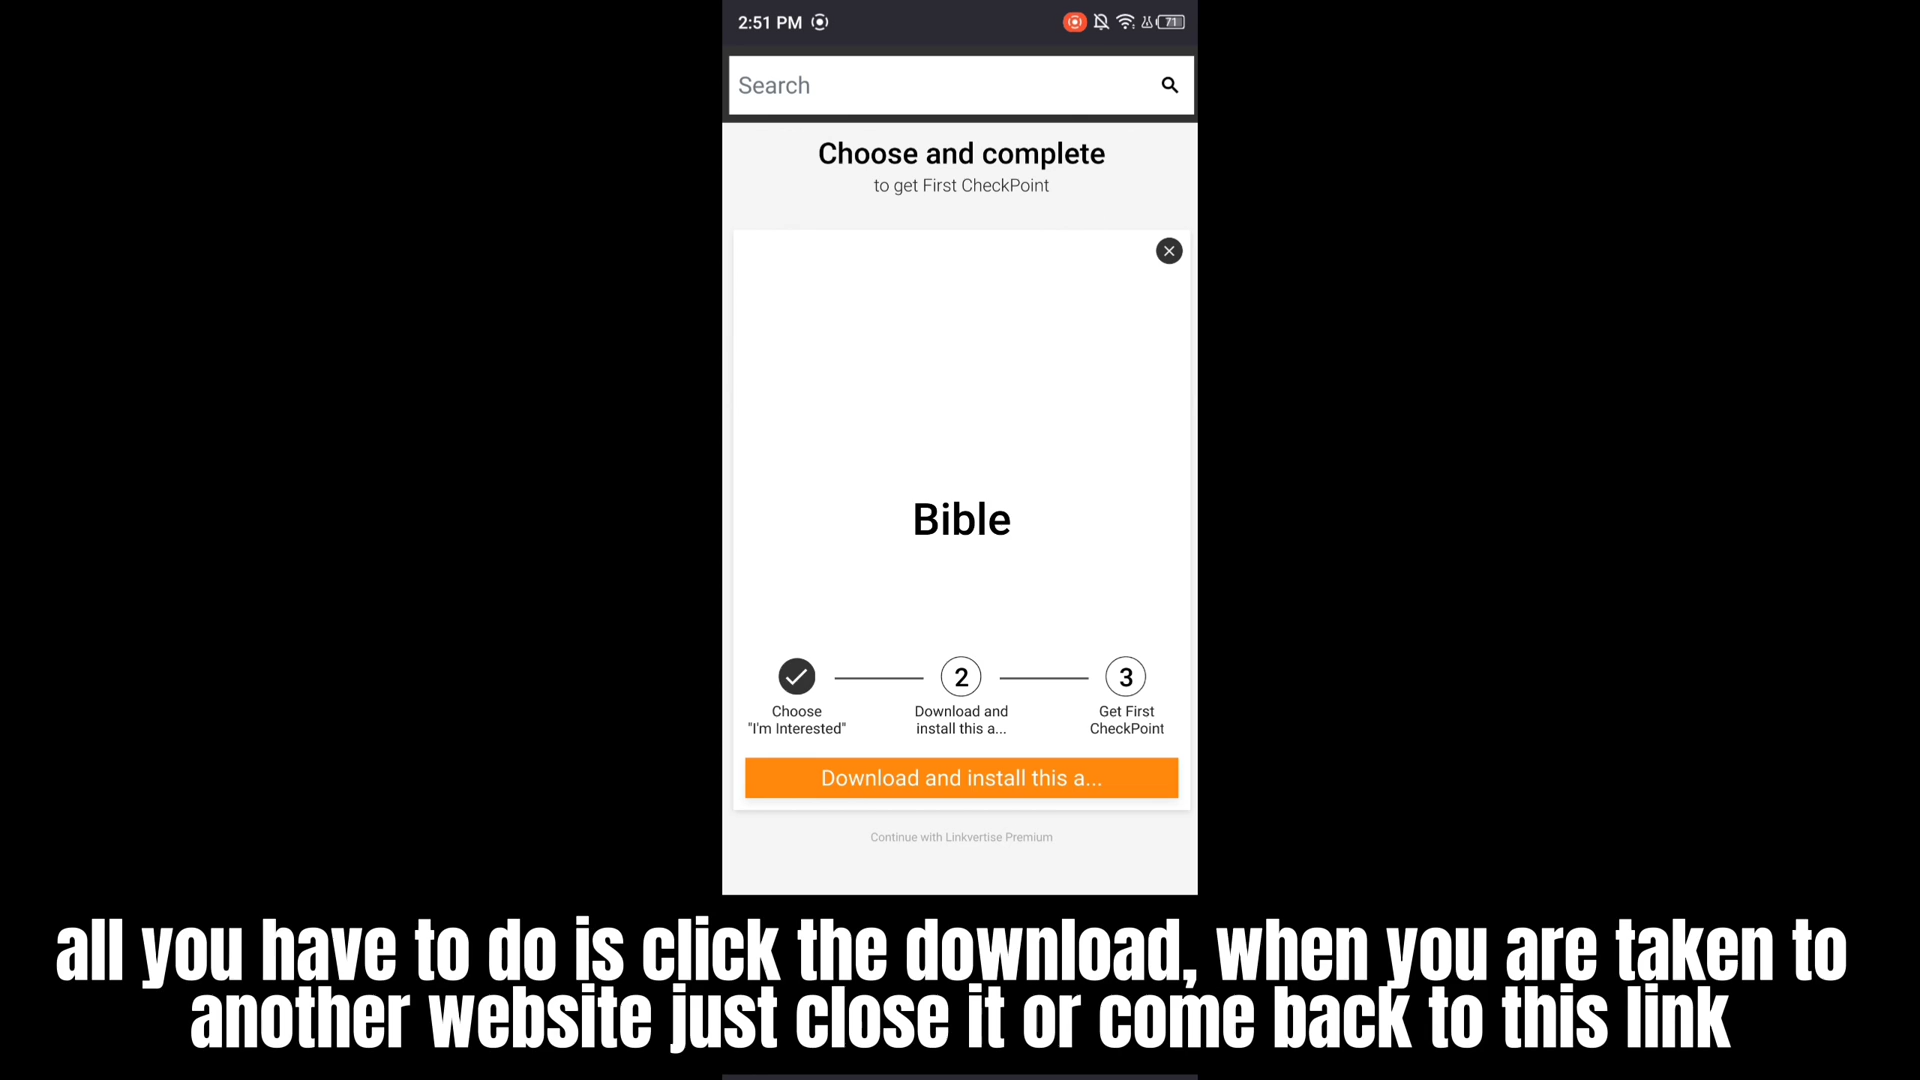 2:51 PM
71
Search
Choose and complete
to get First CheckPoint
Bible
2
3
Choose
"I'm Interested"
Download and
install this a...
Get First
CheckPoint
Download and install this a...
Continue with Linkvertise Premium
all you have to do is click the download, when you are taken to
another website just close it or come back to this link